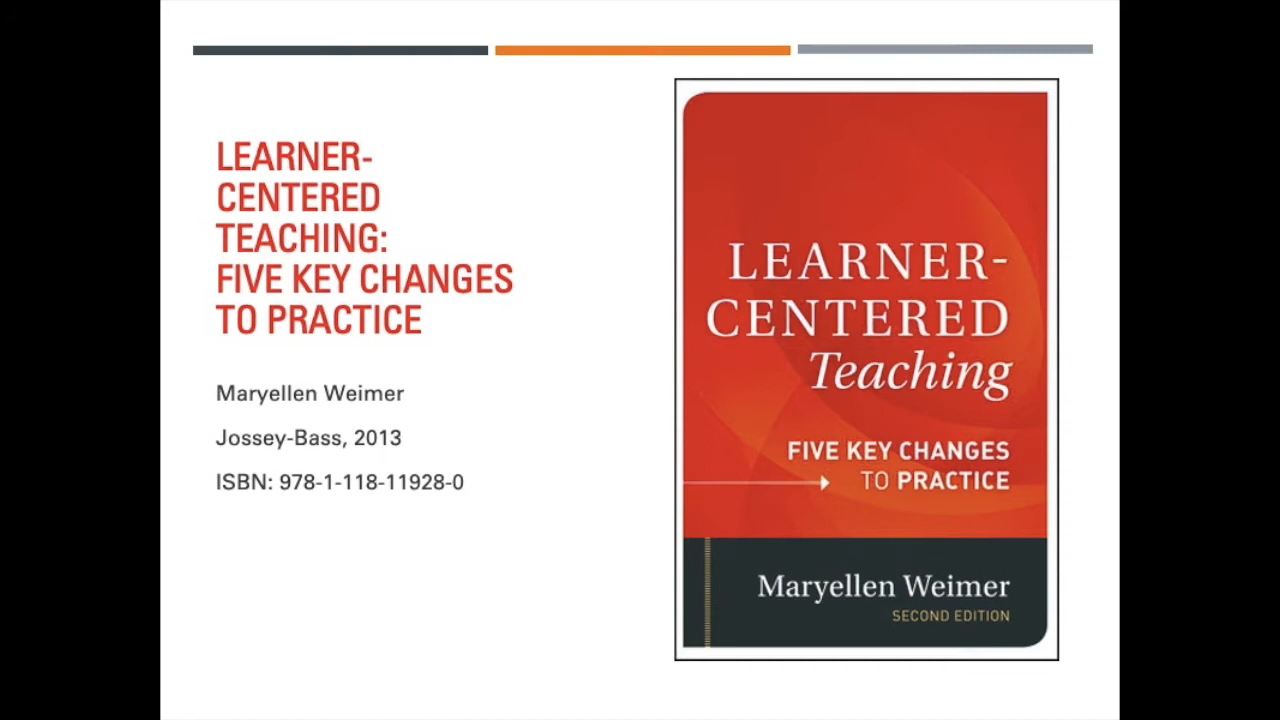 LEARNER-
CENTERED
TEACHING:
FIVE KEY CHANGES
TO PRACTICE
Maryellen Weimer
Jossey-Bass, 2013
ISBN: 978-1-118-11928-0
LEARNER-
CENTERED
Teaching
FIVE KEY CHANGES
TO PRACTICE
Maryellen Weimer
SECOND EDITION